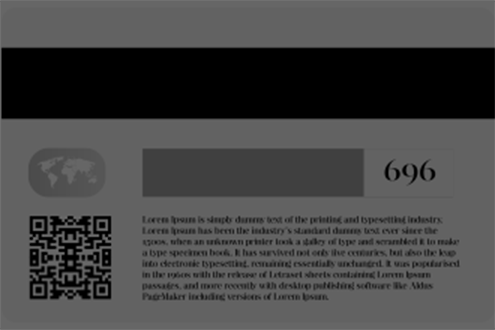 696
Lorem Ipsum is simply dummy text of the printing and typesetting industry.
Lorem Ipsum has been the industry's standard dummy text ever since the
1500s, when an unknown printer took a galley of type and scrambled it to make
a type specimen book. It has survived not only five centuries, but also the leap
into electronic typesetting, remaining essentially unchanged. It was popularised
in the 1960s with the release of Letraset sheets containing Lorem Ipsum
passages, and more recently with desktop publishing software like Aldus
PageMaker including versions of Lorem Ipsum.